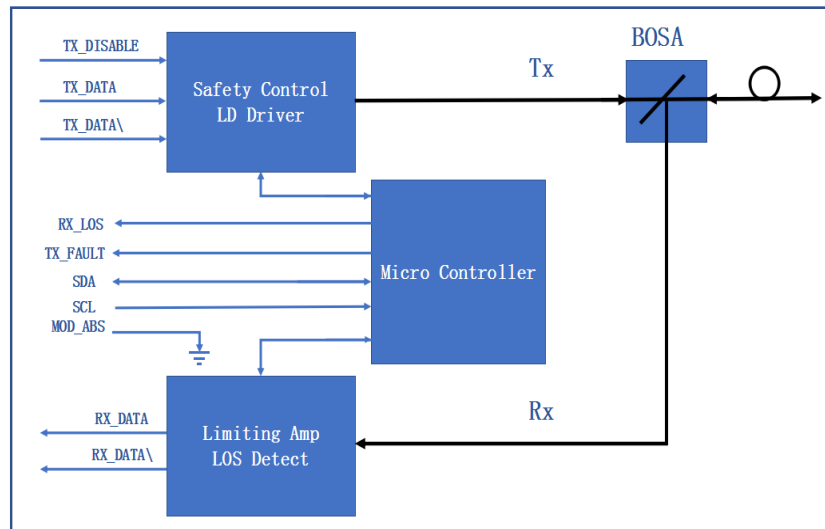 TX_DISABLE
TX_DATA
TX_DATA\
Safety Control
LD Driver
Tx
BOSA
RX_LOS
TX_FAULT
SDA
SCL
MOD_ABS
Micro Controller
RX_DATA
RX_DATA\
Limiting Amp
LOS Detect
Rx